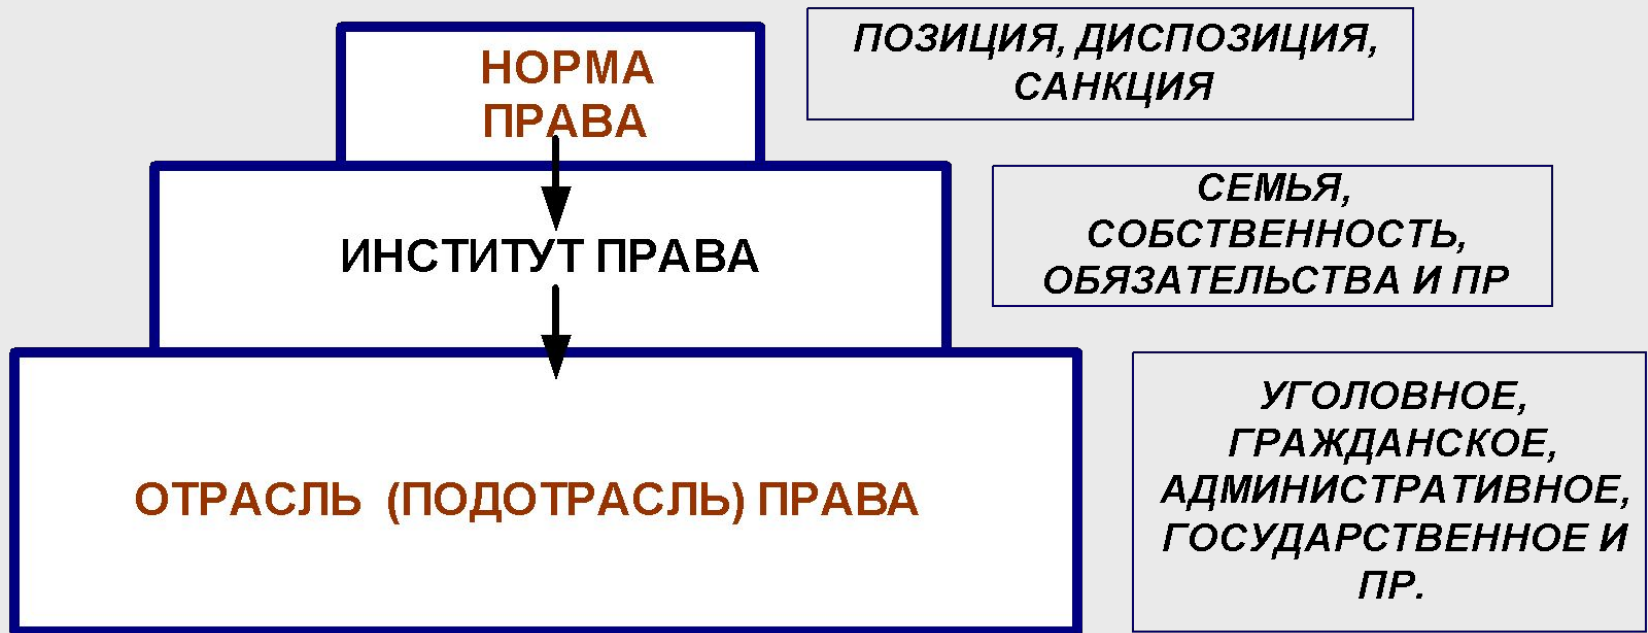 НОРМА
ПРАВА
ПОЗИЦИЯ, ДИСПОЗИЦИЯ,
САНКЦИЯ
ИНСТИТУТ ПРАВА
СЕМЬЯ,
СОБСТВЕННОСТЬ,
ОБЯЗАТЕЛЬСТВА И ПР
ОТРАСЛЬ (ПОДОТРАСЛЬ) ПРАВА
УГОЛОВНОЕ,
ГРАЖДАНСКОЕ,
АДМИНИСТРАТИВНОЕ,
ГОСУДАРСТВЕННОЕ И
ПР.